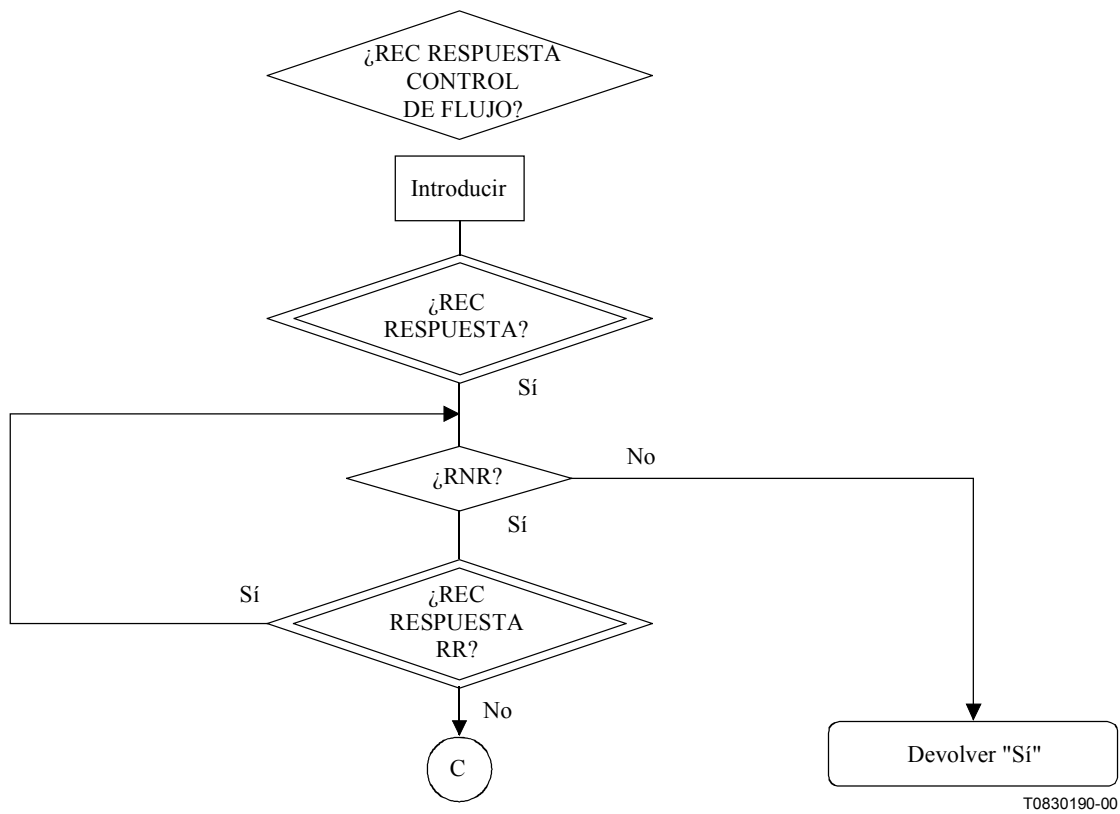 ¿REC RESPUESTA
CONTROL
DE FLUJO?
Introducir
¿REC
RESPUESTA?
Sí
¿RNR?
No
Sí
Sí
¿REC
RESPUESTA
RR?
No
C
Devolver "Sí"
T0830190-00